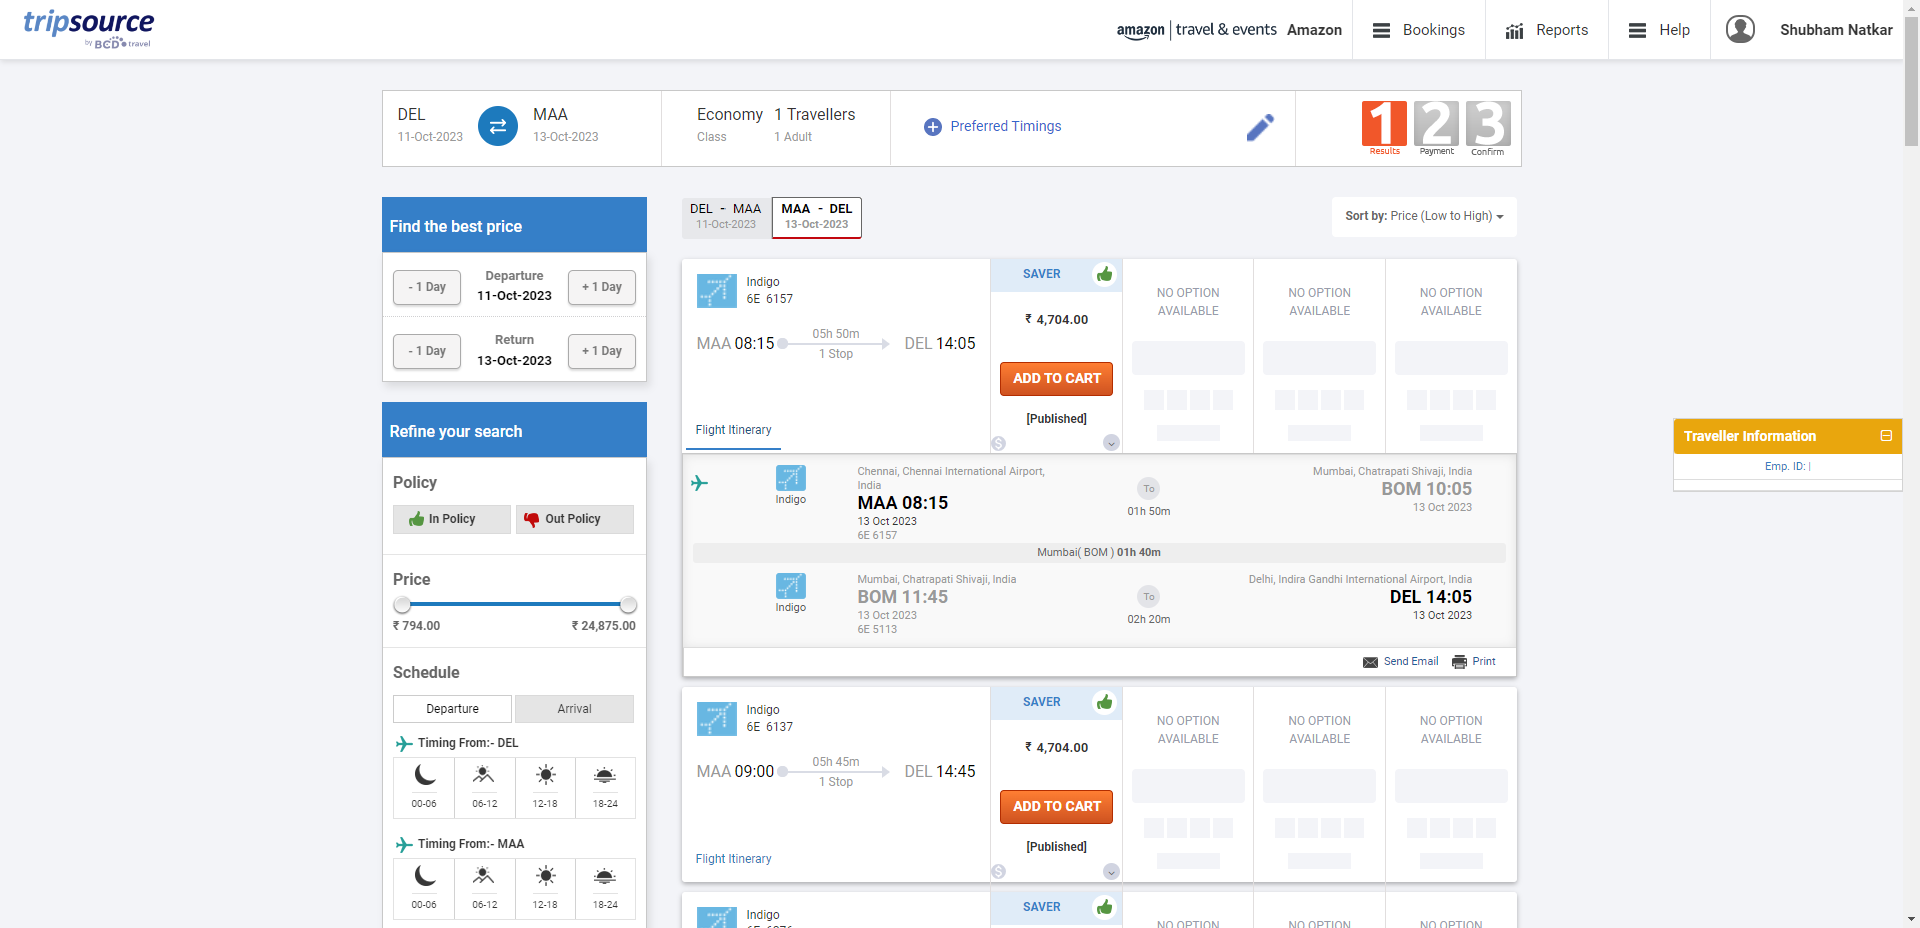 tripsource
by BCD travel
amazon | travel & events Amazon
Bookings
Reports
Help
Shubham Natkar
DEL
11-Oct-2023
MAA
13-Oct-2023
Economy
Class
1 Travellers
1 Adult
Preferred Timings
1
Results
2
Payment
3
Confirm
Find the best price
- 1 Day
Departure
11-Oct-2023
+ 1 Day
- 1 Day
Return
13-Oct-2023
+ 1 Day
Refine your search
Policy
In Policy
Out Policy
Price
₹ 794.00
₹ 24,875.00
Schedule
Departure
Arrival
Timing From:- DEL
00-06
06-12
12-18
18-24
Timing From:- MAA
00-06
06-12
12-18
18-24
DEL - MAA
11-Oct-2023
MAA - DEL
13-Oct-2023
Sort by: Price (Low to High)
Indigo
6E 6157
MAA 08:15
05h 50m
1 Stop
DEL 14:05
Flight Itinerary
SAVER
₹ 4,704.00
ADD TO CART
[Published]
$
NO OPTION
AVAILABLE
NO OPTION
AVAILABLE
NO OPTION
AVAILABLE
Indigo
Chennai, Chennai International Airport,
India
MAA 08:15
13 Oct 2023
6E 6157
To
01h 50m
Mumbai, Chatrapati Shivaji, India
BOM 10:05
13 Oct 2023
Mumbai( BOM ) 01h 40m
Indigo
Mumbai, Chatrapati Shivaji, India
BOM 11:45
13 Oct 2023
6E 5113
To
02h 20m
Delhi, Indira Gandhi International Airport, India
DEL 14:05
13 Oct 2023
Send Email
Print
Indigo
6E 6137
MAA 09:00
05h 45m
1 Stop
DEL 14:45
Flight Itinerary
SAVER
₹ 4,704.00
ADD TO CART
[Published]
$
NO OPTION
AVAILABLE
NO OPTION
AVAILABLE
NO OPTION
AVAILABLE
Indigo
SAVER
NO OPTION
NO OPTION
NO OPTION
Traveller Information
Emp. ID: |